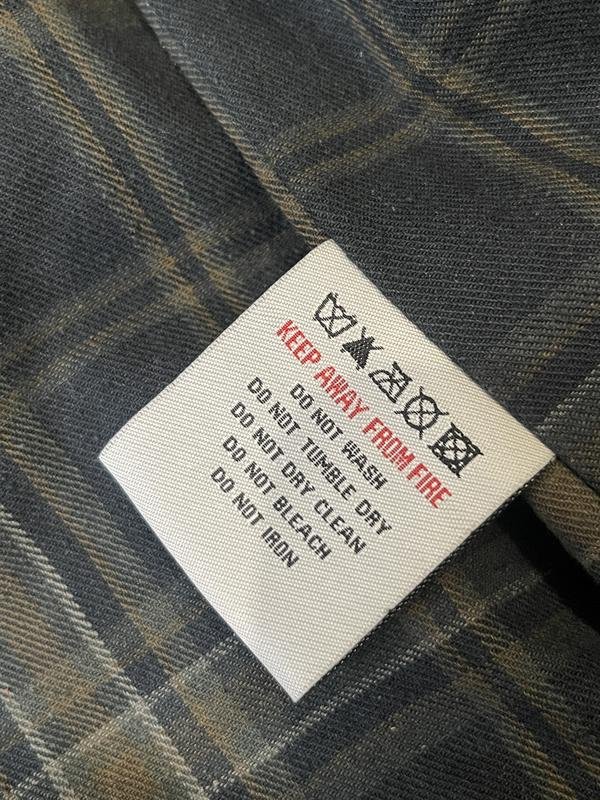 KEEP AWAY FROM FIRE
DO NOT WASH
DO NOT TUMBLE DRY
DO NOT DRY CLEAN
DO NOT BLEACH
DO NOT IRON